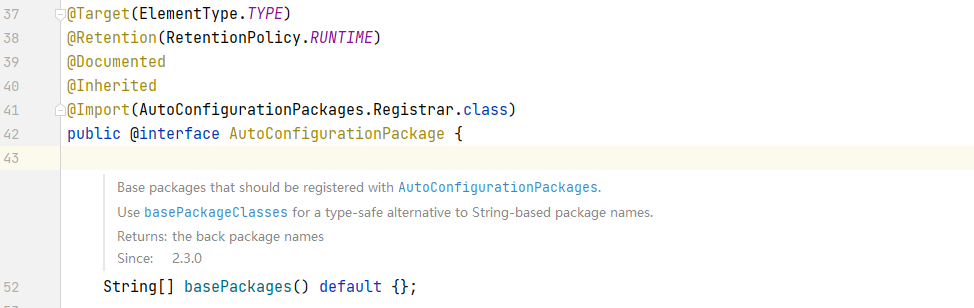 37 @Target(ElementType.TYPE)
38 @Retention(RetentionPolicy.RUNTIME)
39 @Documented
40 @Inherited
41 @Import(AutoConfigurationPackages.Registrar.class)
42 public @interface AutoConfigurationPackage {
43
Base packages that should be registered with AutoConfigurationPackages.
Use basePackageClasses for a type-safe alternative to String-based package names.
Returns: the back package names
Since: 2.3.0
52 String[] basePackages() default {};